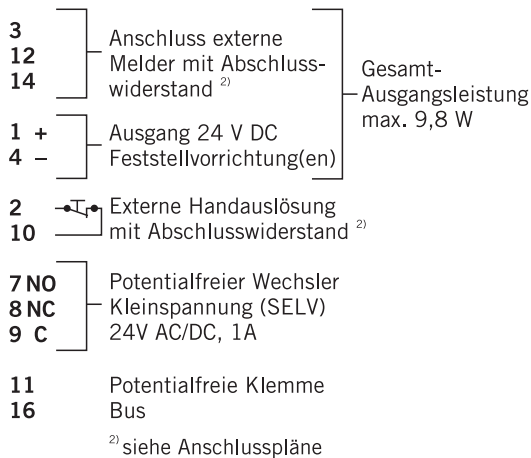 3
12
14
Anschluss externe
Melder mit Abschluss-
widerstand 2)
1 +
4 –
Ausgang 24 V DC
Feststellvorrichtung(en)
Gesamt-
Ausgangsleistung
max. 9,8 W
2
10
Externe Handauslösung
mit Abschlusswiderstand 2)
7 NO
8 NC
9 C
Potentialfreier Wechsler
Kleinspannung (SELV)
24V AC/DC, 1A
11 Potentialfreie Klemme
16 Bus
2) siehe Anschlusspläne